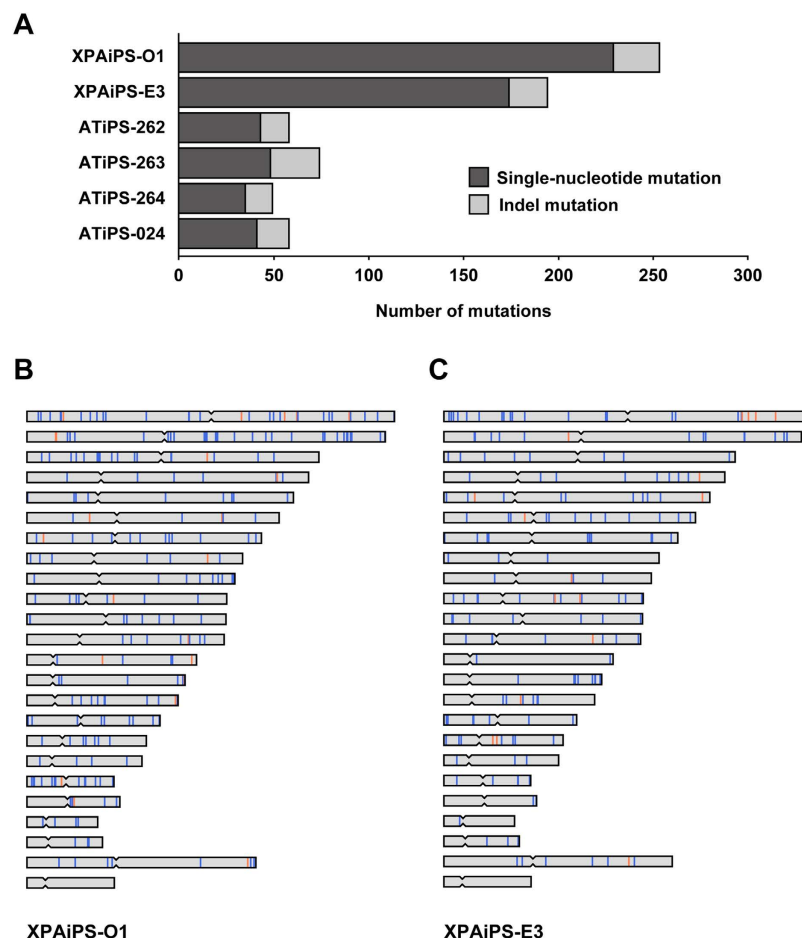 A
XPAiPS-O1
XPAiPS-E3
ATiPS-262
ATiPS-263
ATiPS-264
ATiPS-024
Single-nucleotide mutation
Indel mutation
0 50 100 150 200 250 300
Number of mutations
B C
XPAiPS-O1 XPAiPS-E3